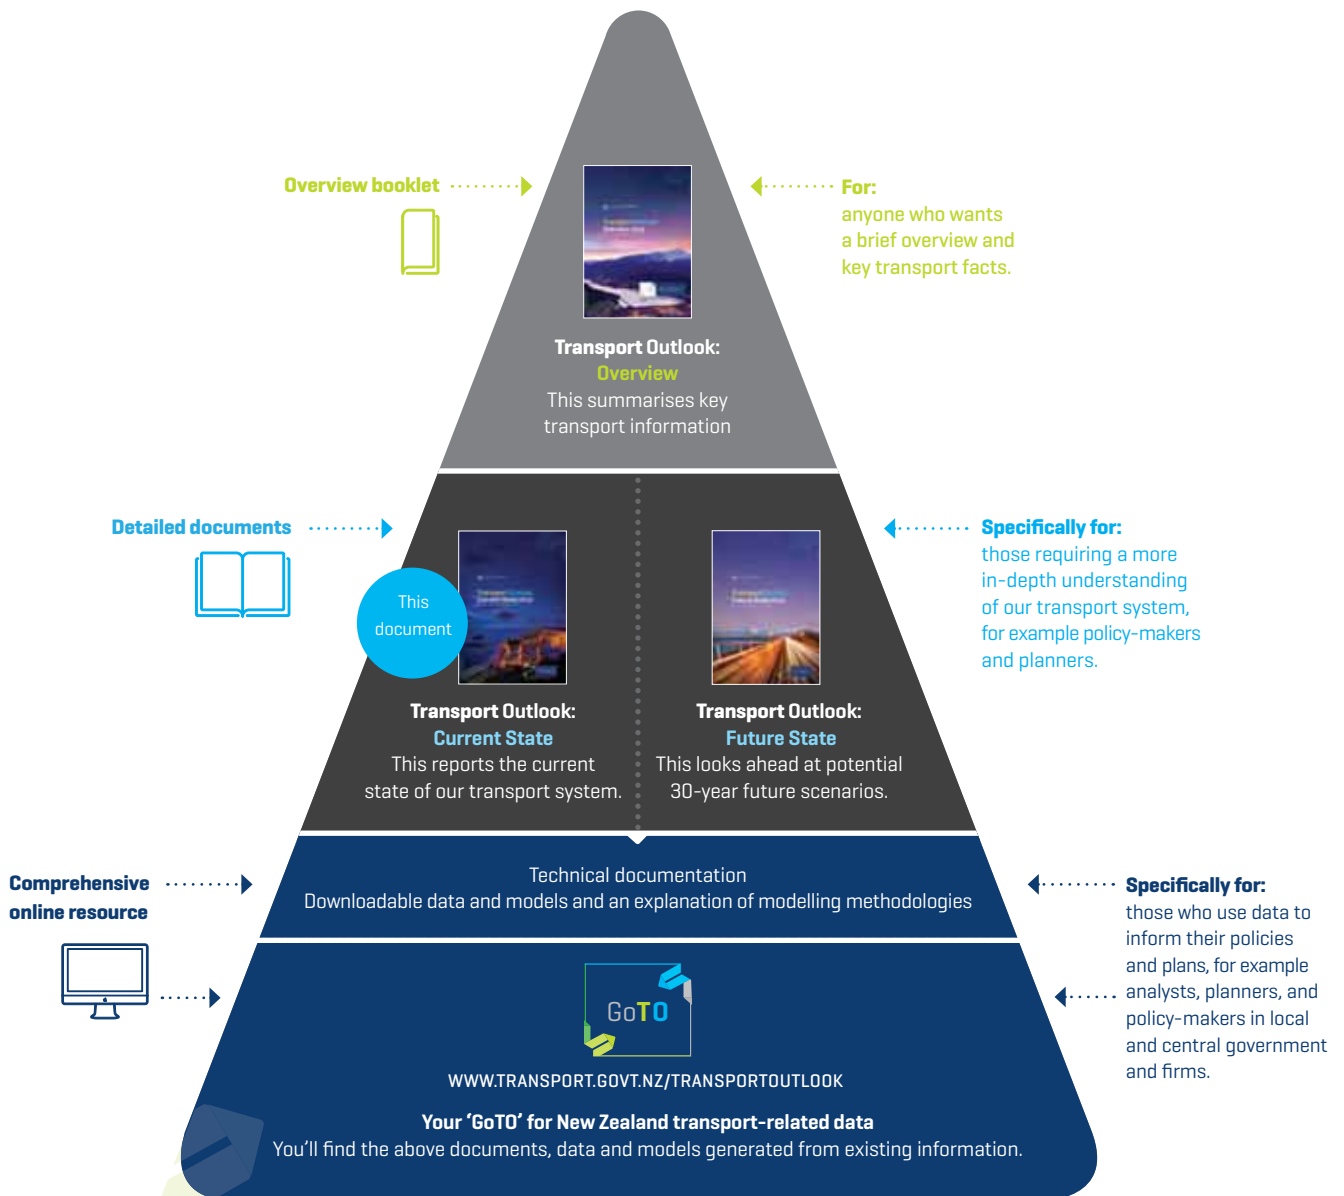 Overview booklet
For:
anyone who wants
a brief overview and
key transport facts.
Transport Outlook:
Overview
This summarises key
transport information
Detailed documents
Specifically for:
those requiring a more
in-depth understanding
of our transport system,
for example policy-makers
and planners.
This
document
Transport Outlook:
Current State
This reports the current
state of our transport system.
Transport Outlook:
Future State
This looks ahead at potential
30-year future scenarios.
Comprehensive
online resource
Technical documentation
Downloadable data and models and an explanation of modelling methodologies
Specifically for:
those who use data to
inform their policies
and plans, for example
analysts, planners, and
policy-makers in local
and central government
and firms.
GoTO
WWW.TRANSPORT.GOVT.NZ/TRANSPORTOUTLOOK
Your ‘GoTO’ for New Zealand transport-related data
You’ll find the above documents, data and models generated from existing information.